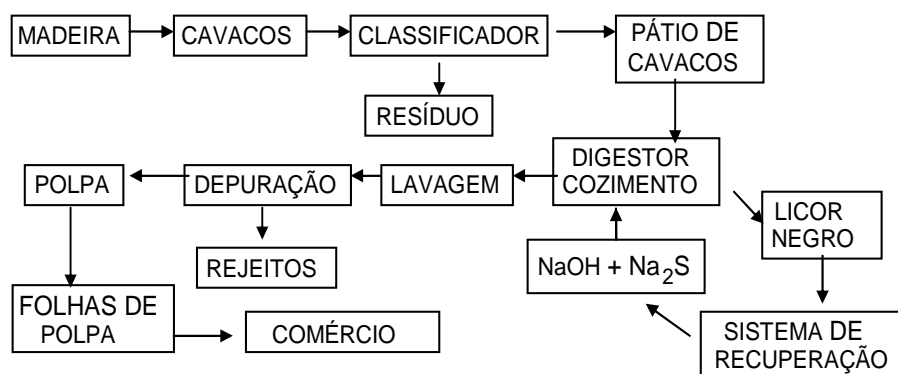 MADEIRA
CAVACOS
CLASSIFICADOR
PÁTIO DE
CAVACOS
RESÍDUO
DIGESTOR
COZIMENTO
LAVAGEM
DEPURAÇÃO
POLPA
LICOR
NEGRO
REJEITOS
NaOH + Na₂S
FOLHAS DE
POLPA
COMÉRCIO
SISTEMA DE
RECUPERAÇÃO